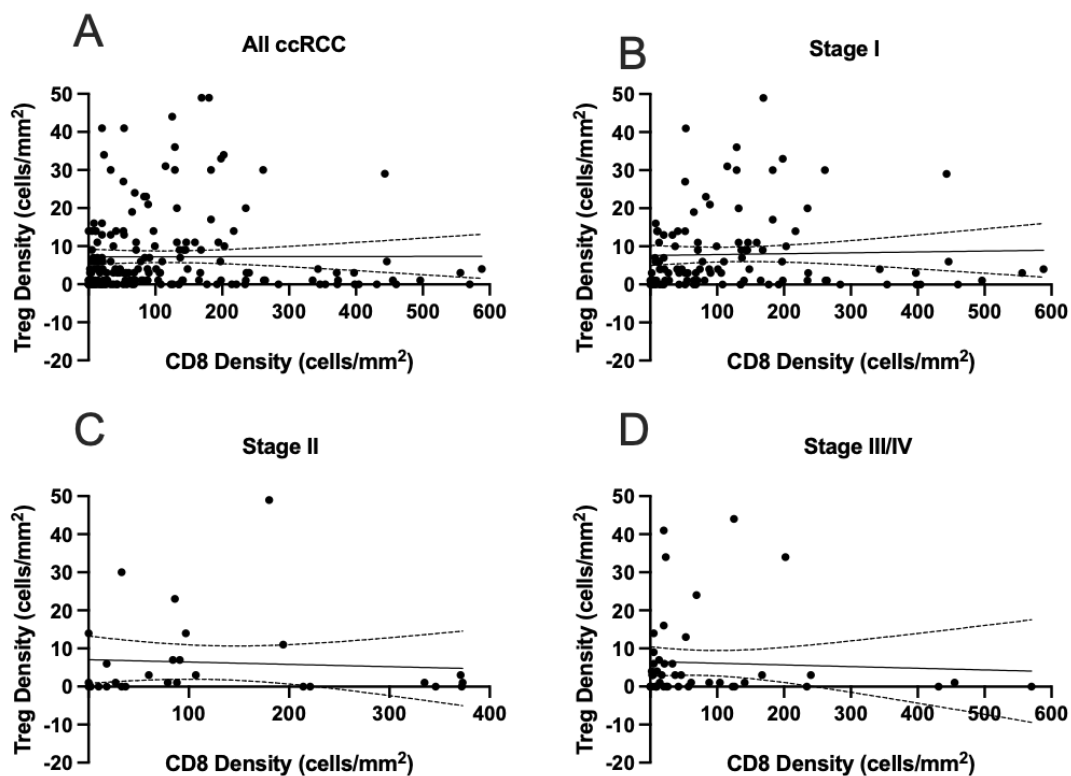 A
All ccRCC
Treg Density (cells/mm²)
50
40
30
20
10
0
-10
-20
100 200 300 400 500 600
CD8 Density (cells/mm²)
B
Stage I
Treg Density (cells/mm²)
50
40
30
20
10
0
-10
-20
100 200 300 400 500 600
CD8 Density (cells/mm²)
C
Stage II
Treg Density (cells/mm²)
50
40
30
20
10
0
-10
-20
100 200 300 400
CD8 Density (cells/mm²)
D
Stage III/IV
Treg Density (cells/mm²)
50
40
30
20
10
0
-10
-20
100 200 300 400 500 600
CD8 Density (cells/mm²)